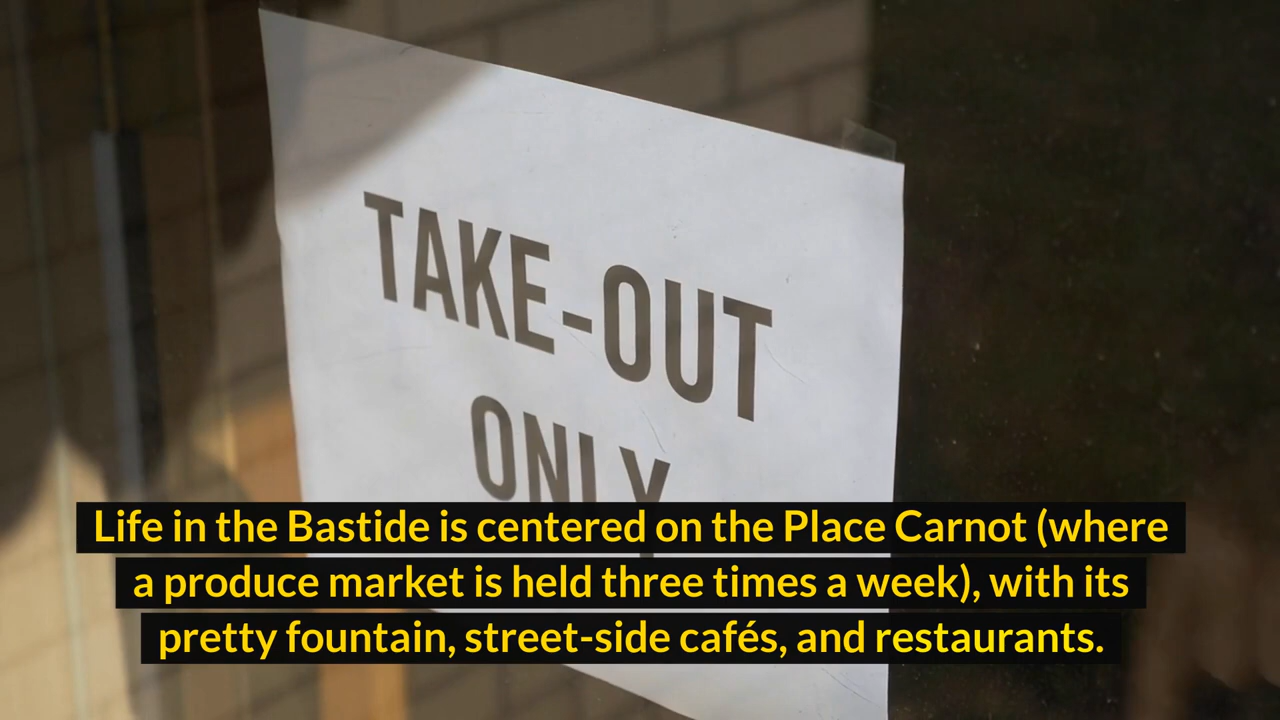 TAKE-OUT
ONLY
Life in the Bastide is centered on the Place Carnot (where
a produce market is held three times a week), with its
pretty fountain, street-side cafés, and restaurants.